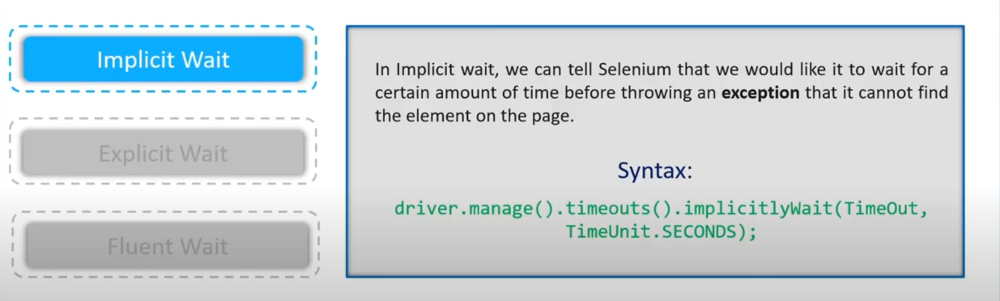 Implicit Wait
Explicit Wait
Fluent Wait
In Implicit wait, we can tell Selenium that we would like it to wait for a
certain amount of time before throwing an exception that it cannot find
the element on the page.
Syntax:
driver.manage().timeouts().implicitlyWait(TimeOut,
TimeUnit.SECONDS);